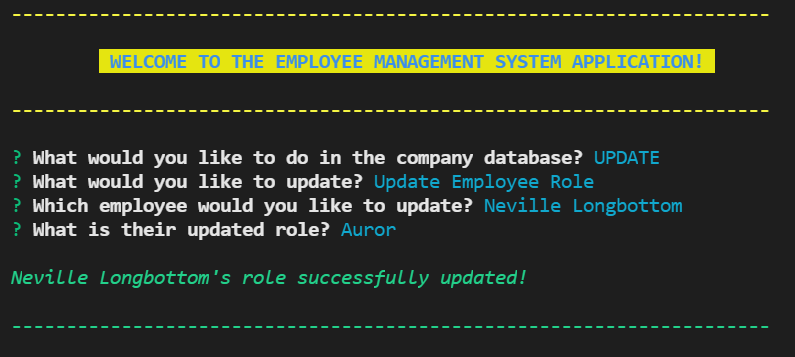 ---------------------------------------------------------------------
WELCOME TO THE EMPLOYEE MANAGEMENT SYSTEM APPLICATION!
---------------------------------------------------------------------
? What would you like to do in the company database? UPDATE
? What would you like to update? Update Employee Role
? Which employee would you like to update? Neville Longbottom
? What is their updated role? Auror
Neville Longbottom's role successfully updated!
---------------------------------------------------------------------